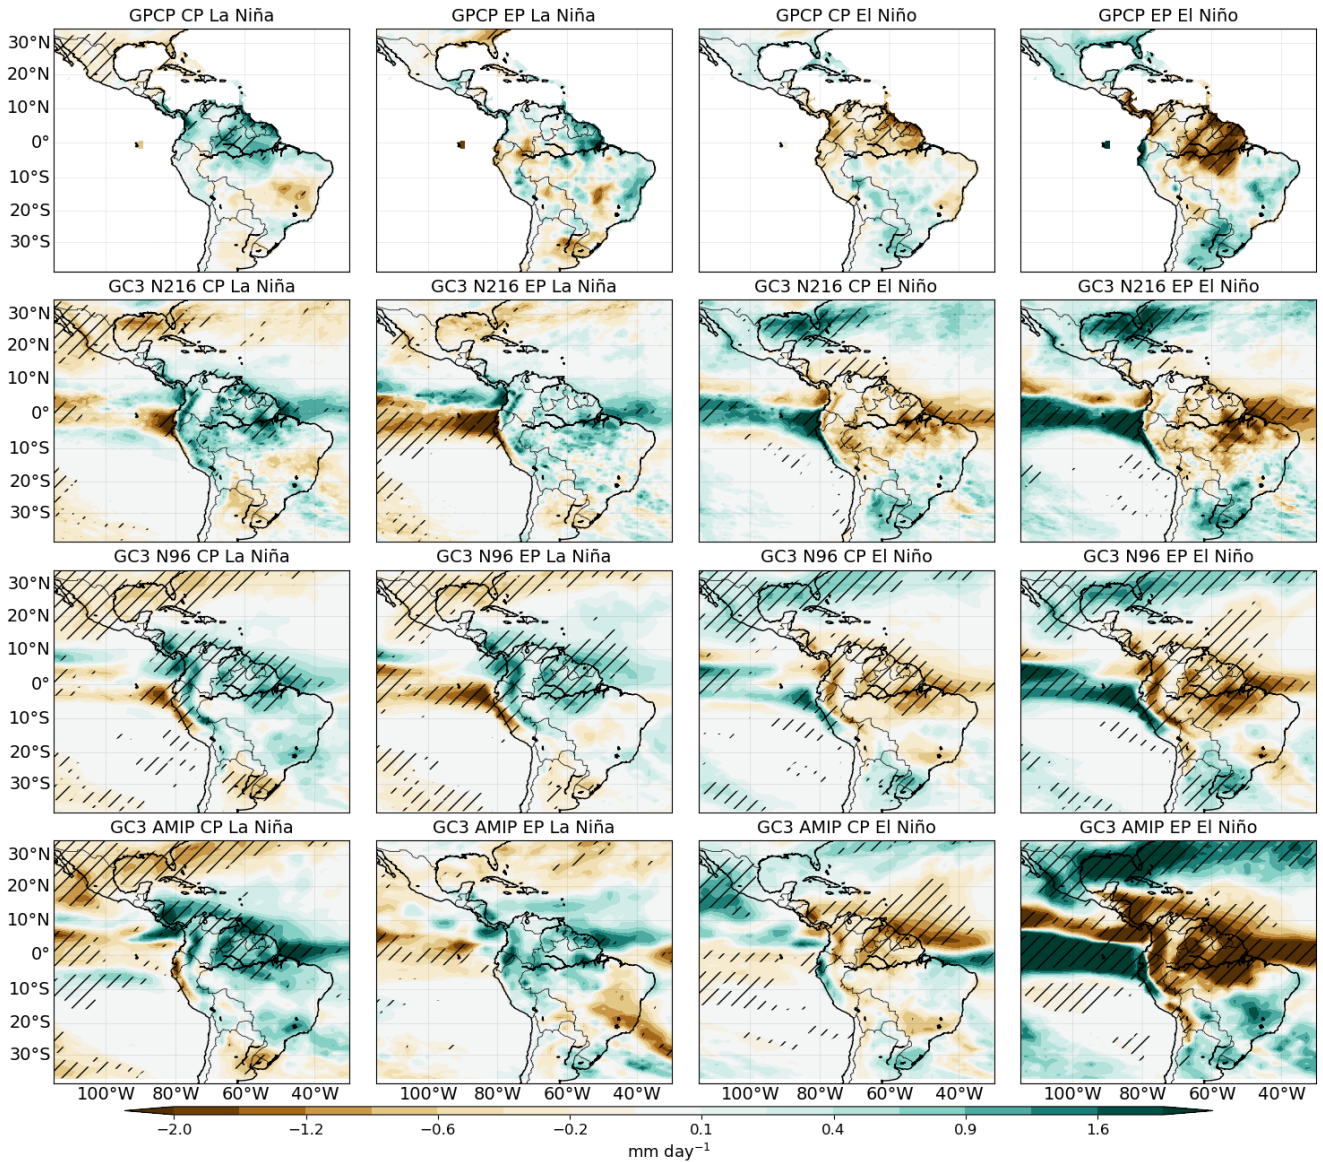 GPCP CP La Niña
GPCP EP La Niña
GPCP CP El Niño
GPCP EP El Niño
30°N
20°N
10°N
0°
10°S
20°S
30°S
GC3 N216 CP La Niña
GC3 N216 EP La Niña
GC3 N216 CP El Niño
GC3 N216 EP El Niño
30°N
20°N
10°N
0°
10°S
20°S
30°S
GC3 N96 CP La Niña
GC3 N96 EP La Niña
GC3 N96 CP El Niño
GC3 N96 EP El Niño
30°N
20°N
10°N
0°
10°S
20°S
30°S
GC3 AMIP CP La Niña
GC3 AMIP EP La Niña
GC3 AMIP CP El Niño
GC3 AMIP EP El Niño
30°N
20°N
10°N
0°
10°S
20°S
30°S
100°W 80°W 60°W 40°W
100°W 80°W 60°W 40°W
100°W 80°W 60°W 40°W
100°W 80°W 60°W 40°W
−2.0 −1.2 −0.6 −0.2 0.1 0.4 0.9 1.6
mm day⁻¹